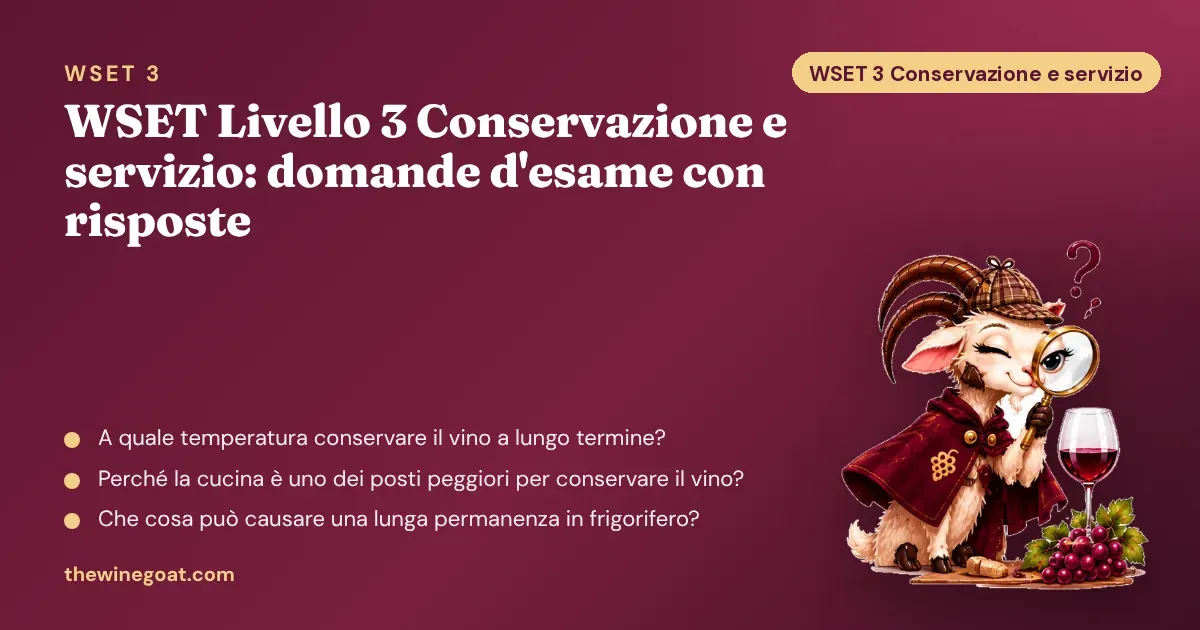 WSET 3
WSET 3 Conservazione e servizio
WSET Livello 3 Conservazione e
servizio: domande d'esame con
risposte
A quale temperatura conservare il vino a lungo termine?
Perché la cucina è uno dei posti peggiori per conservare il vino?
Che cosa può causare una lunga permanenza in frigorifero?
thewinegoat.com